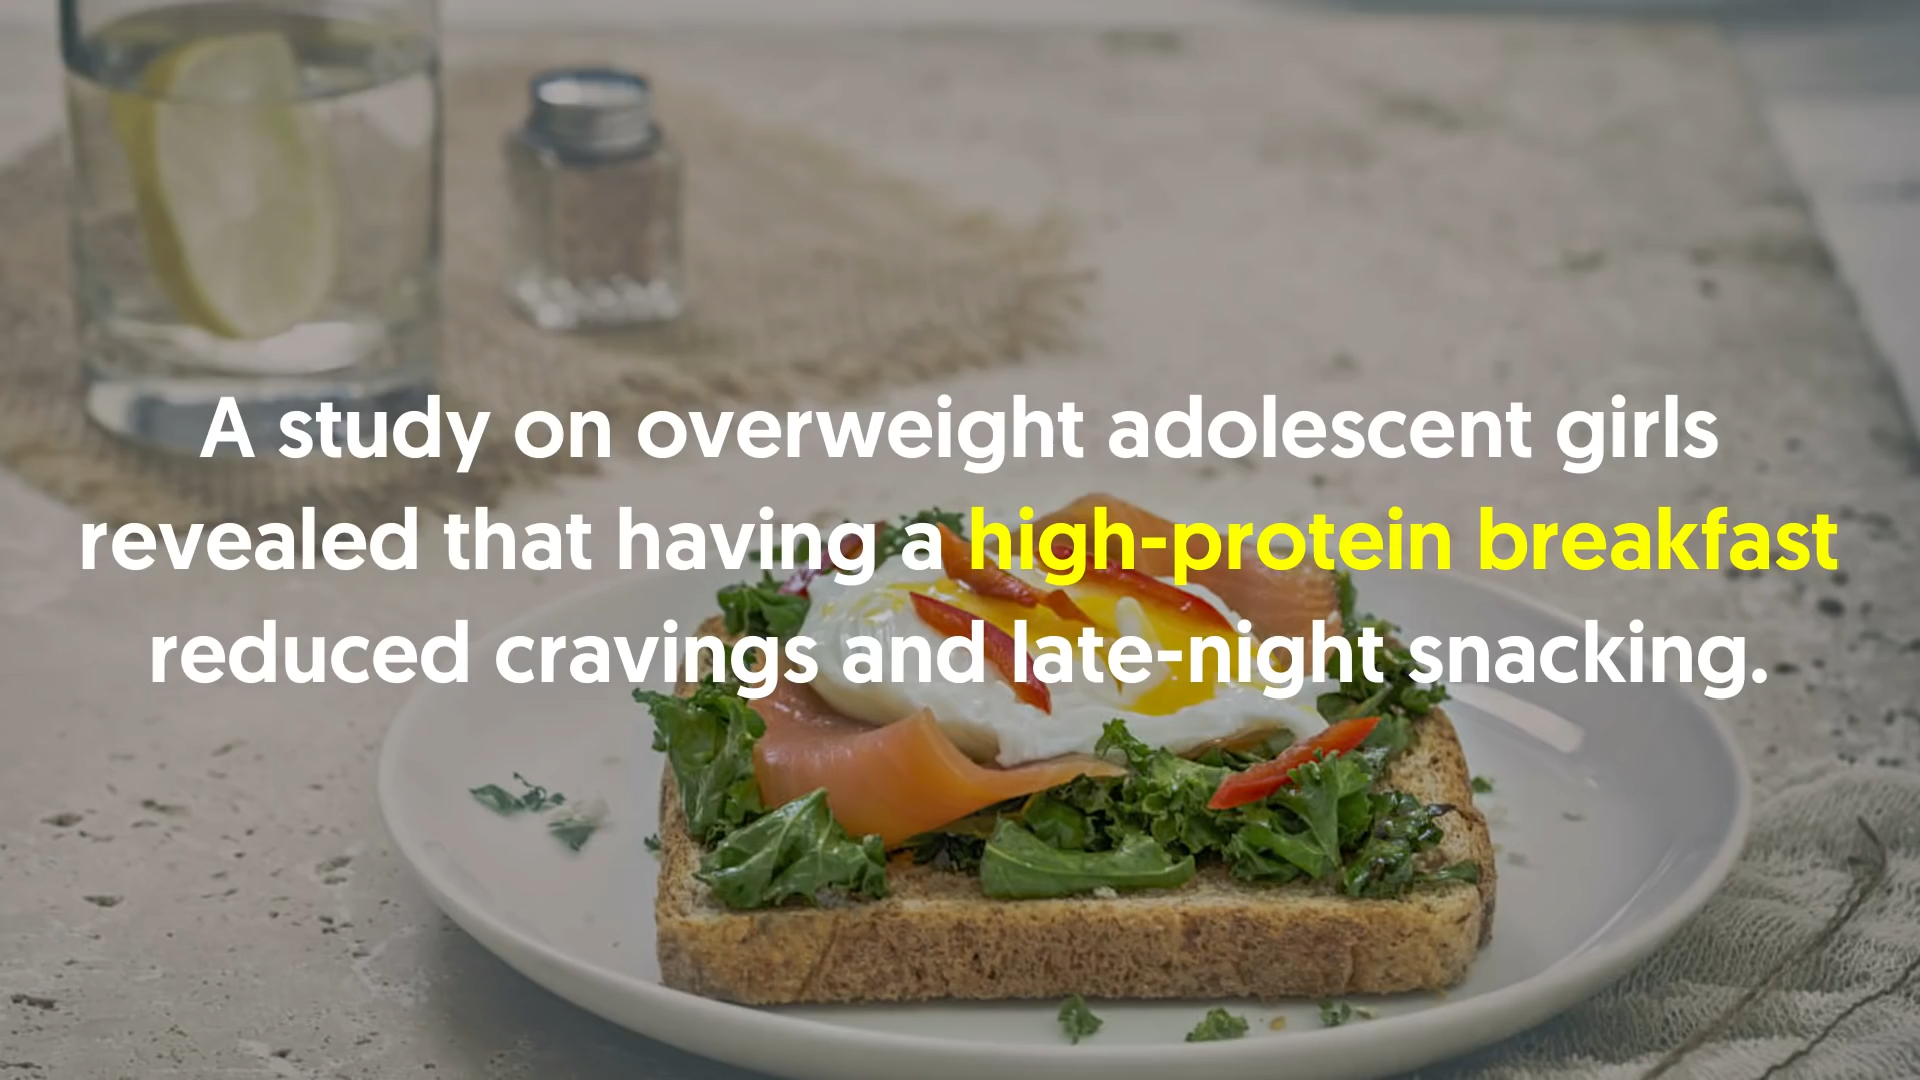 A study on overweight adolescent girls
revealed that having a high-protein breakfast
reduced cravings and late-night snacking.